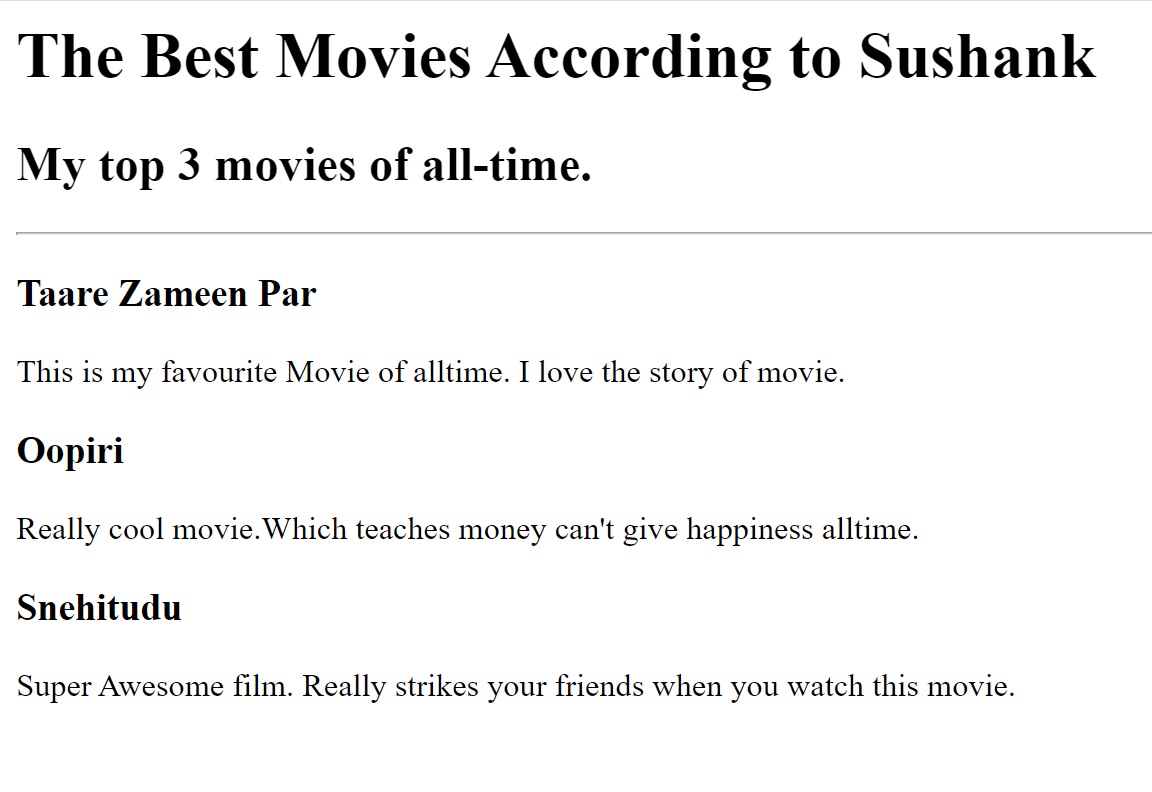 The Best Movies According to Sushank
My top 3 movies of all-time.
Taare Zameen Par
This is my favourite Movie of alltime. I love the story of movie.
Oopiri
Really cool movie.Which teaches money can't give happiness alltime.
Snehitudu
Super Awesome film. Really strikes your friends when you watch this movie.